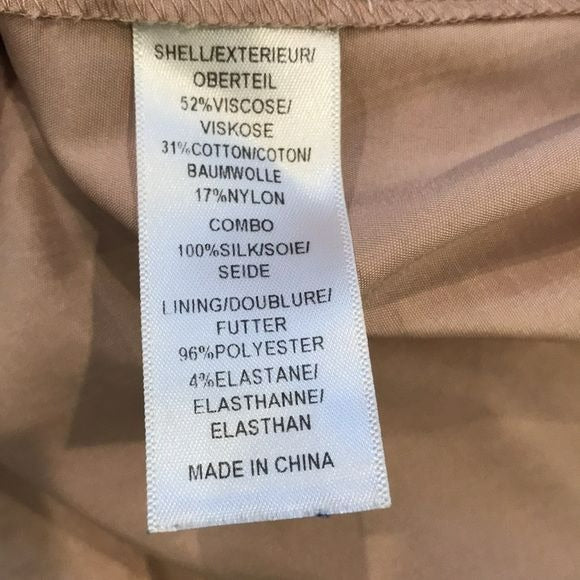 SHELL/EXTERIEUR/
OBERTEIL
52%VISCOSE/
VISKOSE
31%COTTON/COTON/
BAUMWOLLE
17%NYLON
COMBO
100%SILK/SOIE/
SEIDE
LINING/DOUBLURE/
FUTTER
96%POLYESTER
4%ELASTANE/
ELASTHANNE/
ELASTHAN
MADE IN CHINA